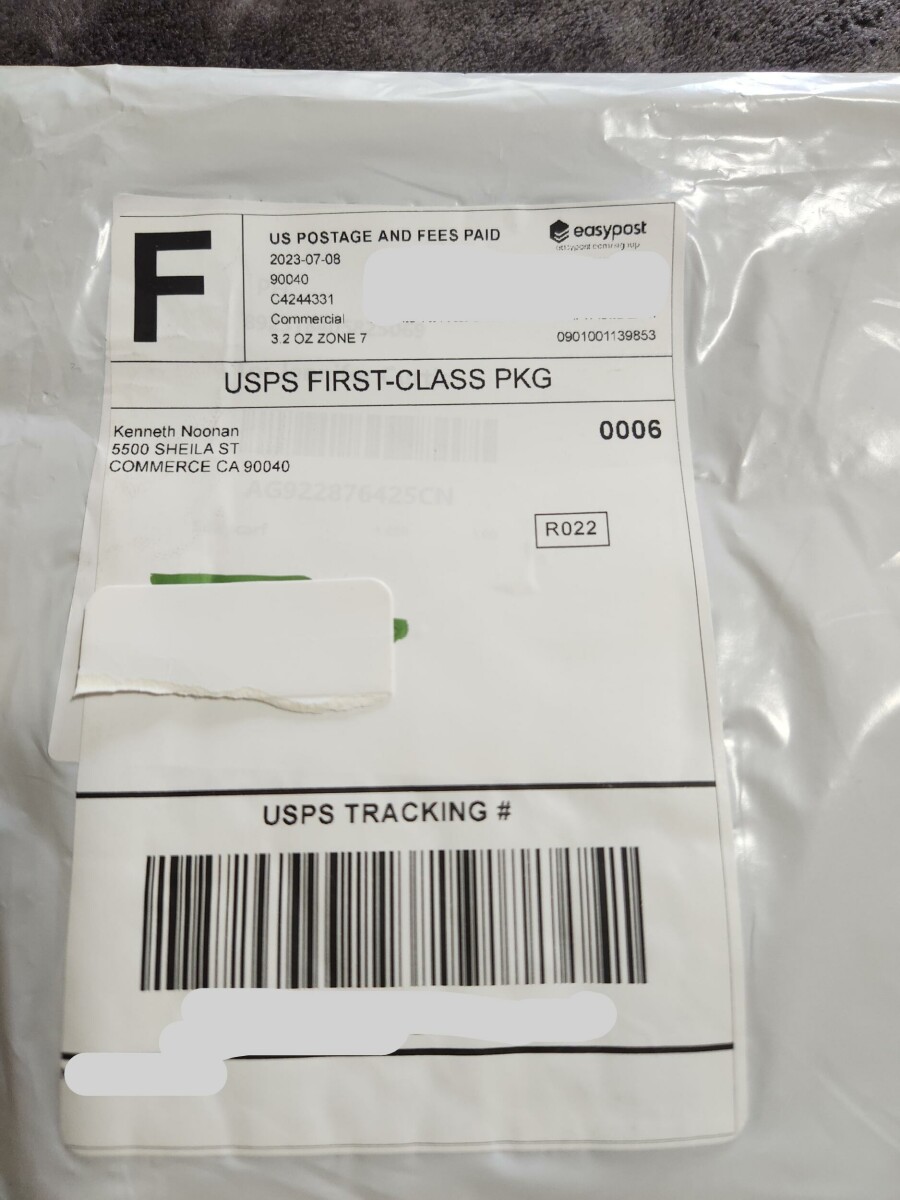 F
US POSTAGE AND FEES PAID
2023-07-08
90040
C4244331
Commercial
3.2 OZ ZONE 7
easypost
0901001139853
USPS FIRST-CLASS PKG
Kenneth Noonan
5500 SHEILA ST
COMMERCE CA 90040
0006
AG922876425CN
R022
USPS TRACKING #